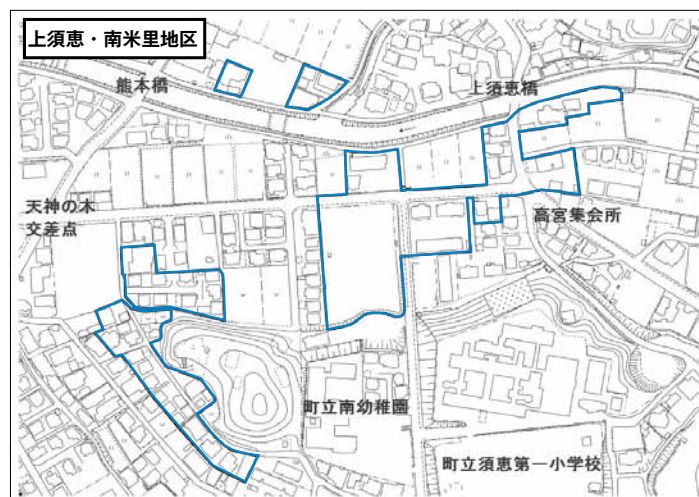 上須恵・南米里地区
熊本橋
上須恵橋
天神の木
交差点
高宮集会所
町立南幼稚園
町立須恵第一小学校